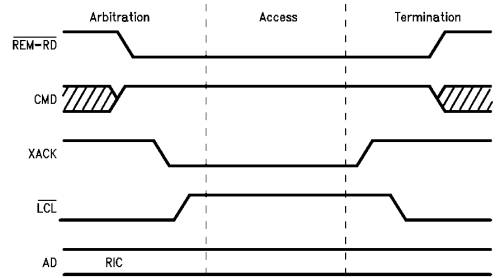 Arbitration Access Termination
REM-RD
CMD
XACK
LCL
AD RIC